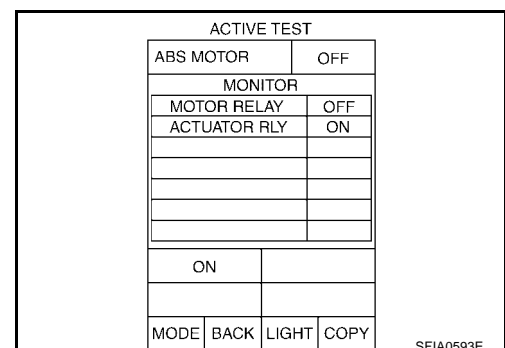 ACTIVE TEST
ABS MOTOR OFF
MONITOR
MOTOR RELAY OFF
ACTUATOR RLY ON
ON
MODE BACK LIGHT COPY
SFIA0593E